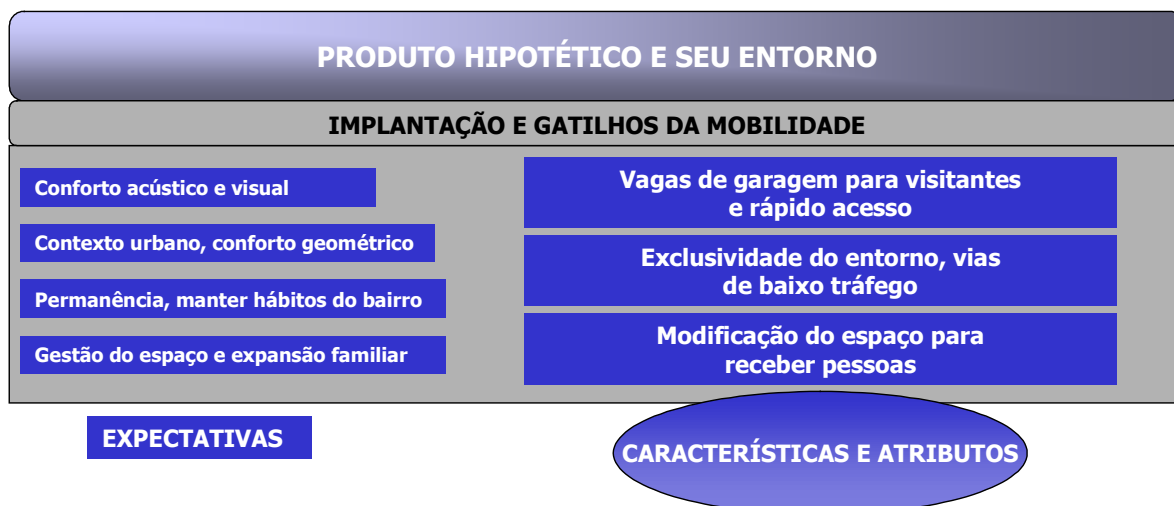 PRODUTO HIPOTÉTICO E SEU ENTORNO
IMPLANTAÇÃO E GATILHOS DA MOBILIDADE
Conforto acústico e visual
Contexto urbano, conforto geométrico
Permanência, manter hábitos do bairro
Gestão do espaço e expansão familiar
Vagas de garagem para visitantes
e rápido acesso
Exclusividade do entorno, vias
de baixo tráfego
Modificação do espaço para
receber pessoas
EXPECTATIVAS
CARACTERÍSTICAS E ATRIBUTOS